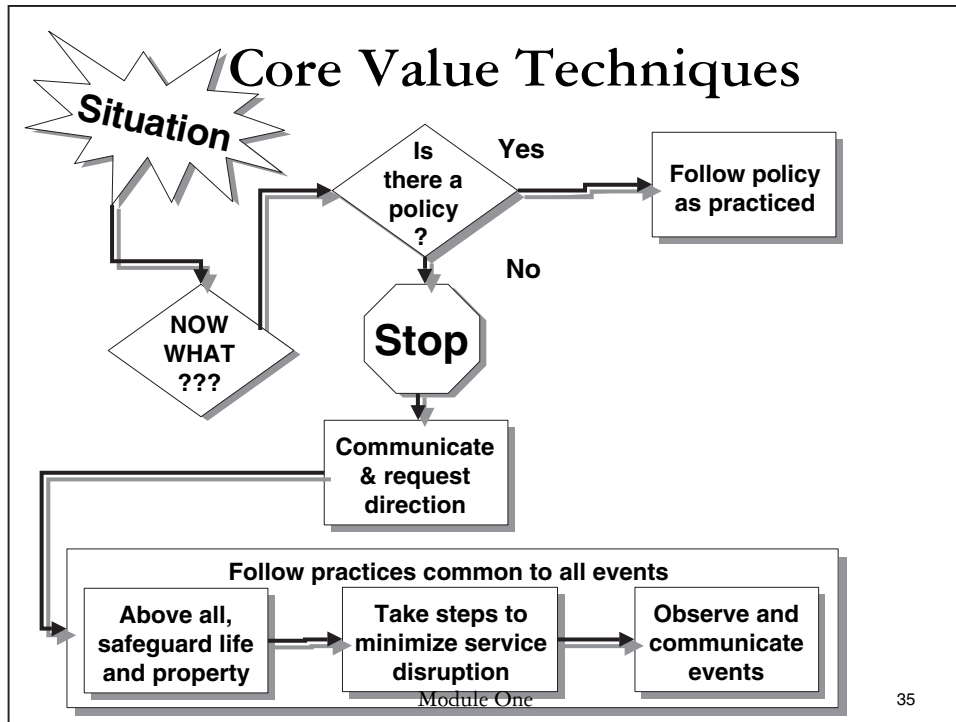 Core Value Techniques
Situation
NOW
WHAT
???
Is
there a
policy
?
Yes
Follow policy
as practiced
No
Stop
Communicate
& request
direction
Follow practices common to all events
Above all,
safeguard life
and property
Take steps to
minimize service
disruption
Observe and
communicate
events
Module One
35